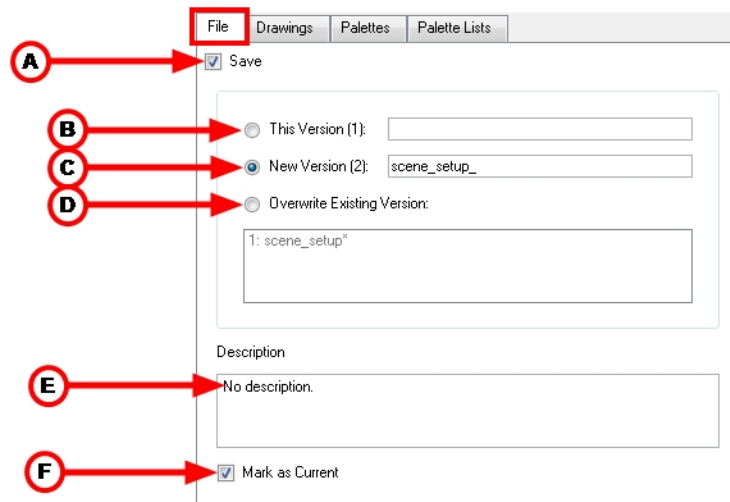 File Drawings Palettes Palette Lists
A Save
B This Version (1):
C New Version (2): scene_setup_
D Overwrite Existing Version:
1: scene_setup*
Description
E No description.
F Mark as Current